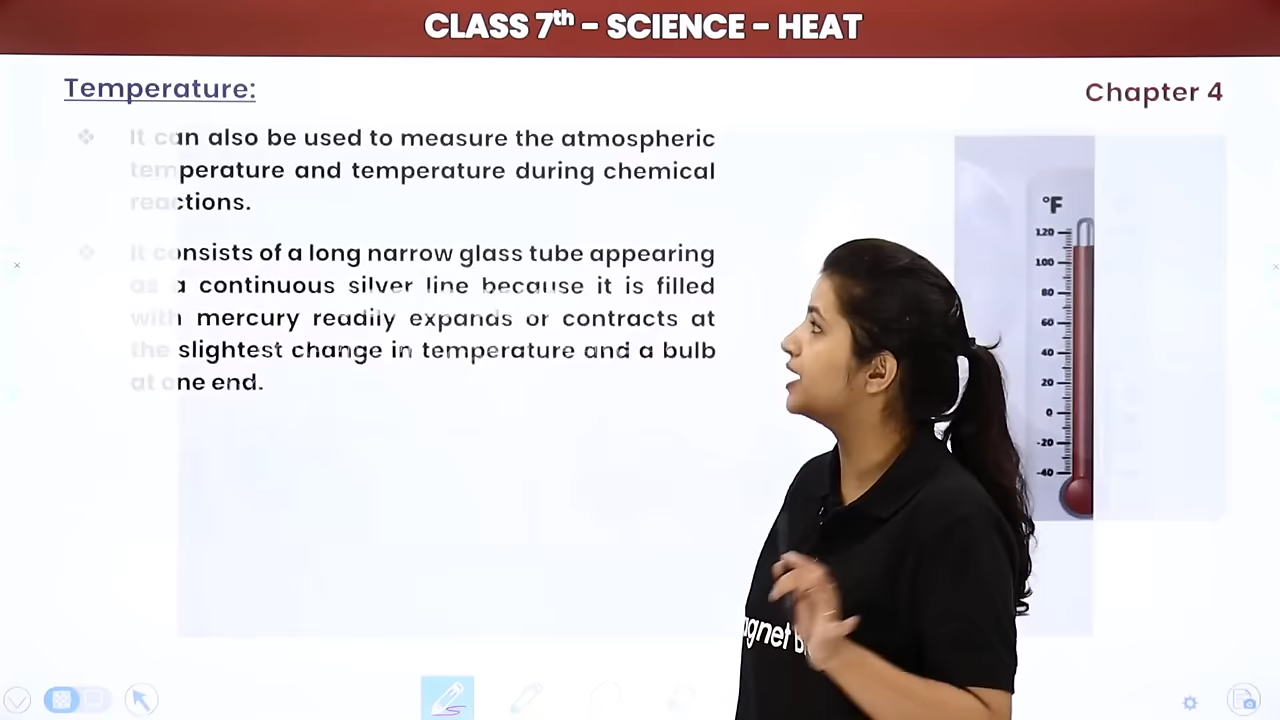 CLASS 7th - SCIENCE - HEAT
Temperature:
Chapter 4
It can also be used to measure the atmospheric
temperature and temperature during chemical
reactions.
It consists of a long narrow glass tube appearing
as a continuous silver line because it is filled
with mercury readily expands or contracts at
the slightest change in temperature and a bulb
at one end.
°F
120
100
80
60
40
20
0
-20
-40
agnet B